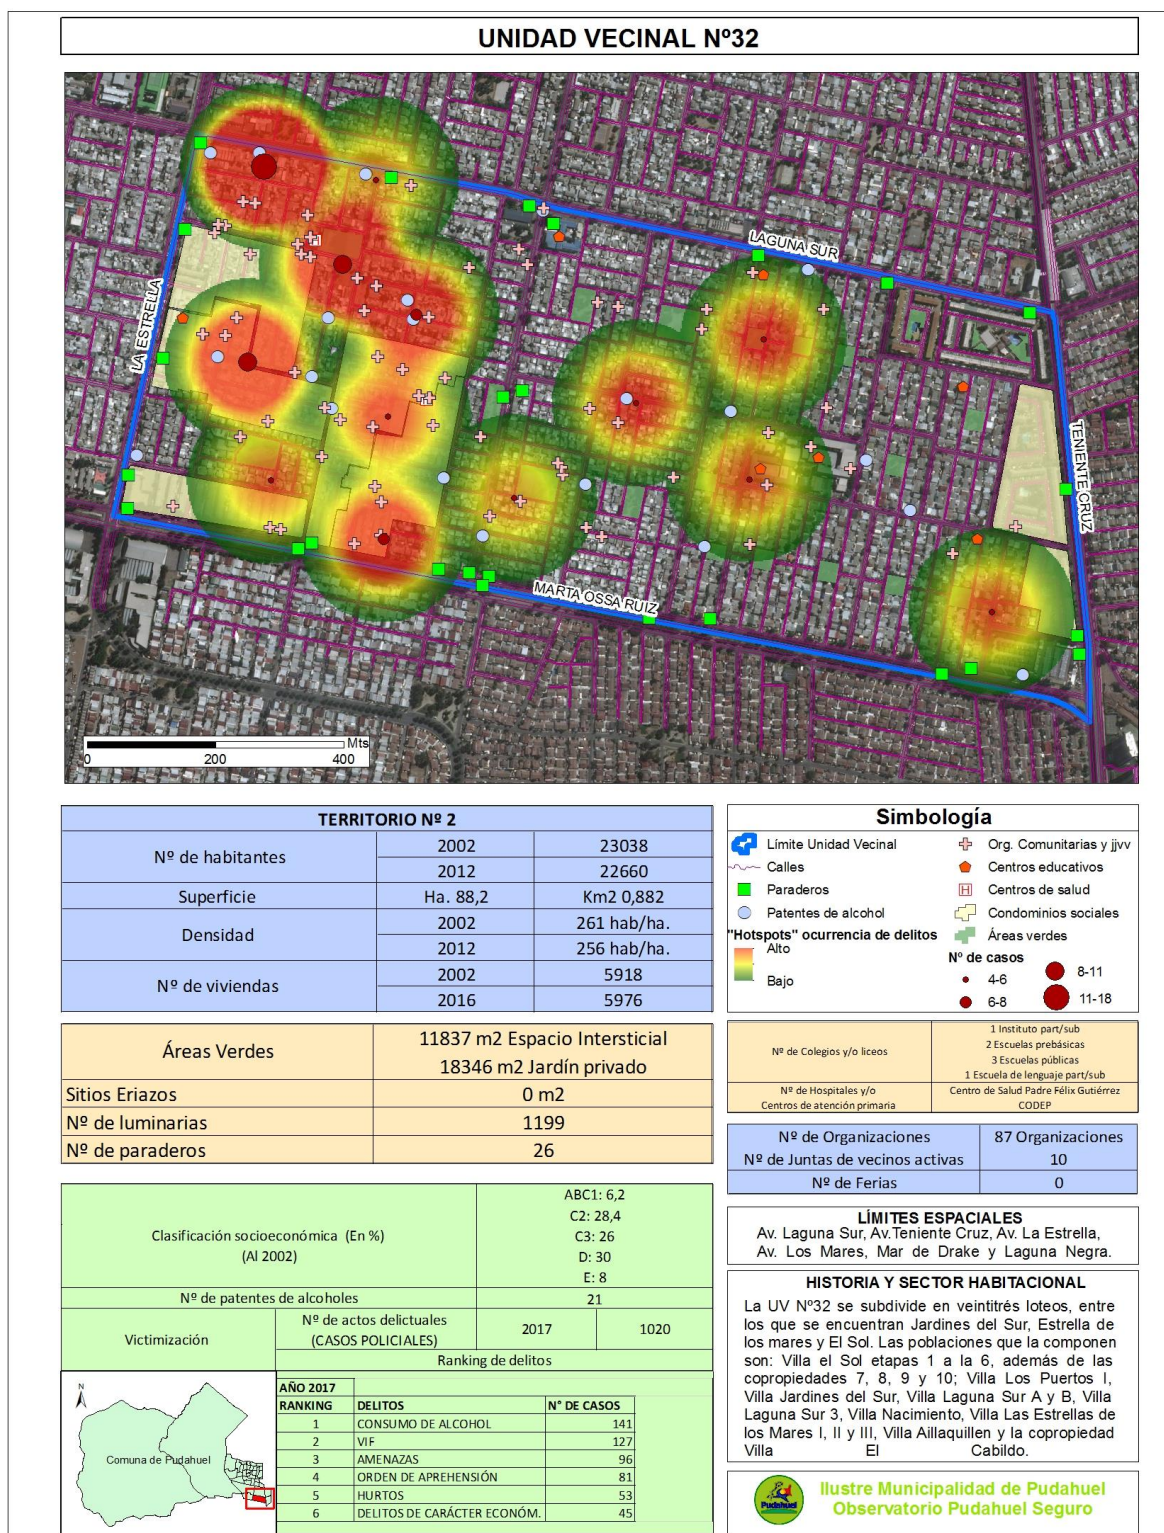 UNIDAD VECINAL Nº32
LAGUNA SUR
LA ESTRELLA
TENIENTE CRUZ
MARTA OSSA RUIZ
Mts
0 200 400
TERRITORIO Nº 2
Nº de habitantes
2002 23038
2012 22660
Superficie Ha. 88,2 Km2 0,882
Densidad
2002 261 hab/ha.
2012 256 hab/ha.
Nº de viviendas
2002 5918
2016 5976
Áreas Verdes
11837 m2 Espacio Intersticial
18346 m2 Jardín privado
Sitios Eriazos 0 m2
Nº de luminarias 1199
Nº de paraderos 26
Clasificación socioeconómica (En %)
(Al 2002)
ABC1: 6,2
C2: 28,4
C3: 26
D: 30
E: 8
Nº de patentes de alcoholes 21
Victimización
Nº de actos delictuales
(CASOS POLICIALES)
2017 1020
Ranking de delitos
N
Comuna de Pudahuel
AÑO 2017
RANKING DELITOS N° DE CASOS
1 CONSUMO DE ALCOHOL 141
2 VIF 127
3 AMENAZAS 96
4 ORDEN DE APREHENSIÓN 81
5 HURTOS 53
6 DELITOS DE CARÁCTER ECONÓM. 45
Simbología
Límite Unidad Vecinal
Calles
Paraderos
Patentes de alcohol
"Hotspots" ocurrencia de delitos
Alto
Bajo
Org. Comunitarias y jjvv
Centros educativos
H Centros de salud
Condominios sociales
Áreas verdes
Nº de casos
4-6
6-8
8-11
11-18
Nº de Colegios y/o liceos
1 Instituto part/sub
2 Escuelas prebásicas
3 Escuelas públicas
1 Escuela de lenguaje part/sub
Nº de Hospitales y/o
Centros de atención primaria
Centro de Salud Padre Félix Gutiérrez
CODEP
Nº de Organizaciones 87 Organizaciones
Nº de Juntas de vecinos activas 10
Nº de Ferias 0
LÍMITES ESPACIALES
Av. Laguna Sur, Av.Teniente Cruz, Av. La Estrella,
Av. Los Mares, Mar de Drake y Laguna Negra.
HISTORIA Y SECTOR HABITACIONAL
La UV Nº32 se subdivide en veintitrés loteos, entre
los que se encuentran Jardines del Sur, Estrella de
los mares y El Sol. Las poblaciones que la componen
son: Villa el Sol etapas 1 a la 6, además de las
copropiedades 7, 8, 9 y 10; Villa Los Puertos I,
Villa Jardines del Sur, Villa Laguna Sur A y B, Villa
Laguna Sur 3, Villa Nacimiento, Villa Las Estrellas de
los Mares I, II y III, Villa Aillaquillen y la copropiedad
Villa El Cabildo.
Pudahuel
Ilustre Municipalidad de Pudahuel
Observatorio Pudahuel Seguro